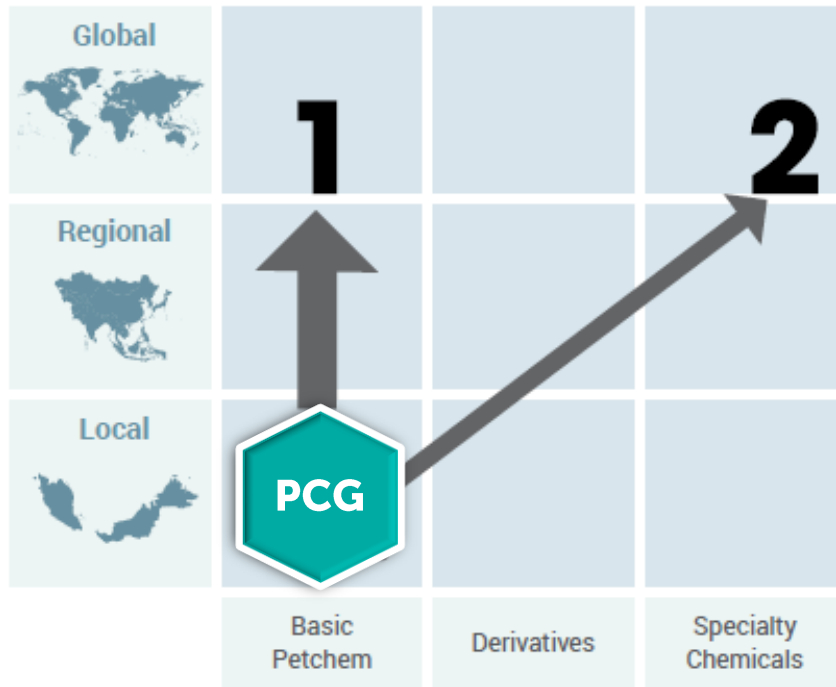 Global
1
2
Regional
Local
PCG
Basic
Petchem
Derivatives
Specialty
Chemicals